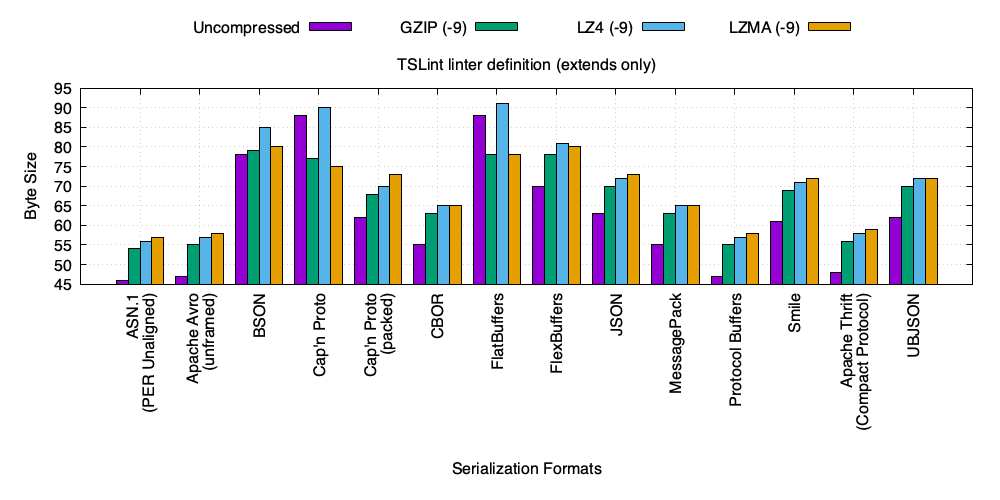 Uncompressed
GZIP (-9)
LZ4 (-9)
LZMA (-9)
TSLint linter definition (extends only)
Byte Size
95
90
85
80
75
70
65
60
55
50
45
ASN.1
(PER Unaligned)
Apache Avro
(unframed)
BSON
Cap'n Proto
Cap'n Proto
(packed)
CBOR
FlatBuffers
FlexBuffers
JSON
MessagePack
Protocol Buffers
Smile
Apache Thrift
(Compact Protocol)
UBJSON
Serialization Formats